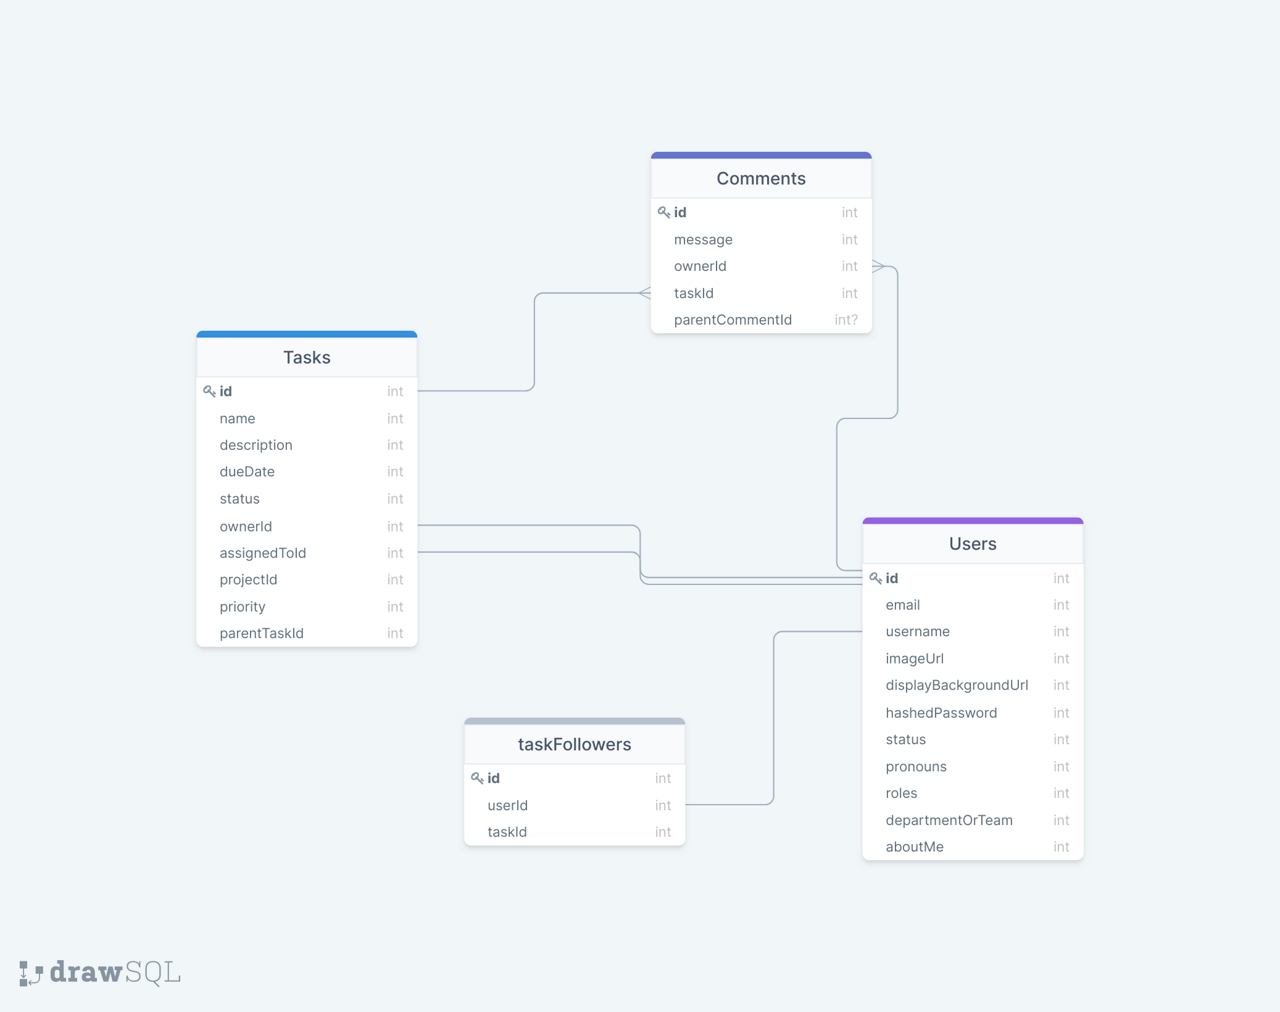 Comments
id int
message int
ownerId int
taskId int
parentCommentId int?
Tasks
id int
name int
description int
dueDate int
status int
ownerId int
assignedToId int
projectId int
priority int
parentTaskId int
Users
id int
email int
username int
imageUrl int
displayBackgroundUrl int
hashedPassword int
status int
pronouns int
roles int
departmentOrTeam int
aboutMe int
taskFollowers
id int
userId int
taskId int
drawSQL